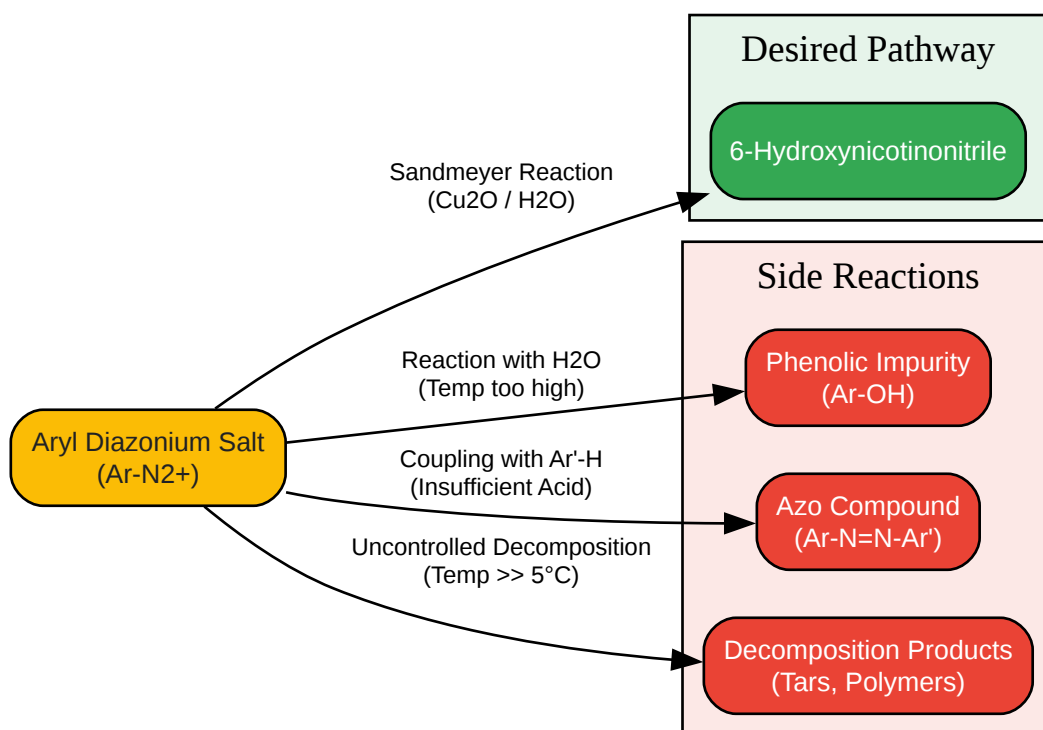 Desired Pathway
6-Hydroxynicotinonitrile
Sandmeyer Reaction
(Cu2O / H2O)
Side Reactions
Phenolic Impurity
(Ar-OH)
Reaction with H2O
(Temp too high)
Aryl Diazonium Salt
(Ar-N2+)
Coupling with Ar'-H
(Insufficient Acid)
Azo Compound
(Ar-N=N-Ar')
Uncontrolled Decomposition
(Temp >> 5°C)
Decomposition Products
(Tars, Polymers)